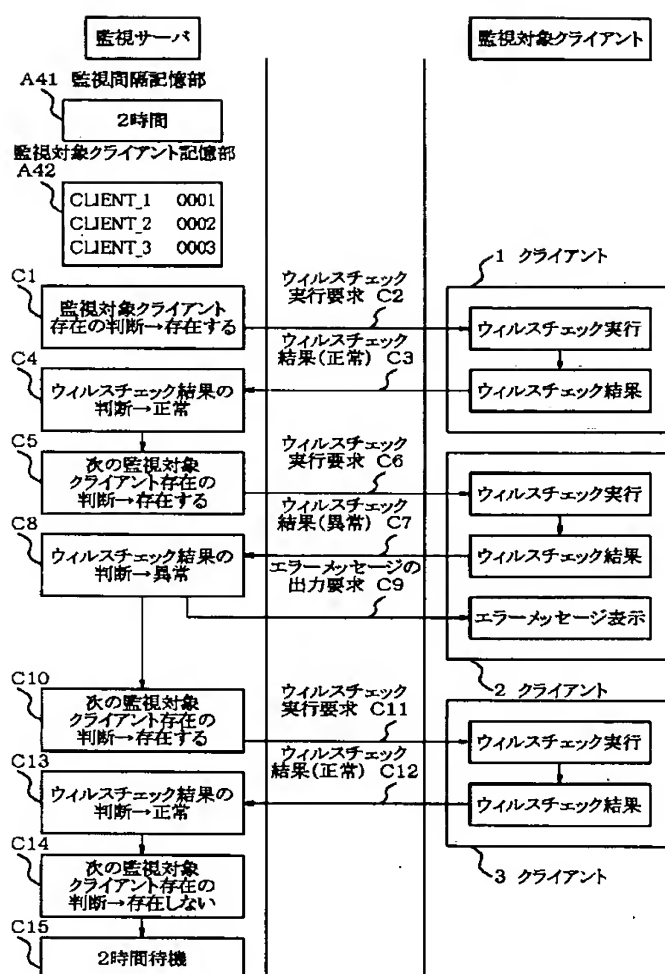 監視サーバ
監視対象クライアント
A41 監視間隔記憶部
2時間
監視対象クライアント記憶部
A42
CLIENT_1 0001
CLIENT_2 0002
CLIENT_3 0003
C1
監視対象クライアント
存在の判断→存在する
ウィルスチェック
実行要求 C2
1 クライアント
ウィルスチェック実行
ウィルスチェック
結果(正常) C3
C4
ウィルスチェック結果の
判断→正常
ウィルスチェック結果
C5
次の監視対象
クライアント存在の
判断→存在する
ウィルスチェック
実行要求 C6
ウィルスチェック実行
ウィルスチェック
結果(異常) C7
C8
ウィルスチェック結果の
判断→異常
ウィルスチェック結果
エラーメッセージの
出力要求 C9
エラーメッセージ表示
2 クライアント
C10
次の監視対象
クライアント存在の
判断→存在する
ウィルスチェック
実行要求 C11
ウィルスチェック実行
ウィルスチェック
結果(正常) C12
C13
ウィルスチェック結果の
判断→正常
ウィルスチェック結果
C14
次の監視対象
クライアント存在の
判断→存在しない
3 クライアント
C15
2時間待機